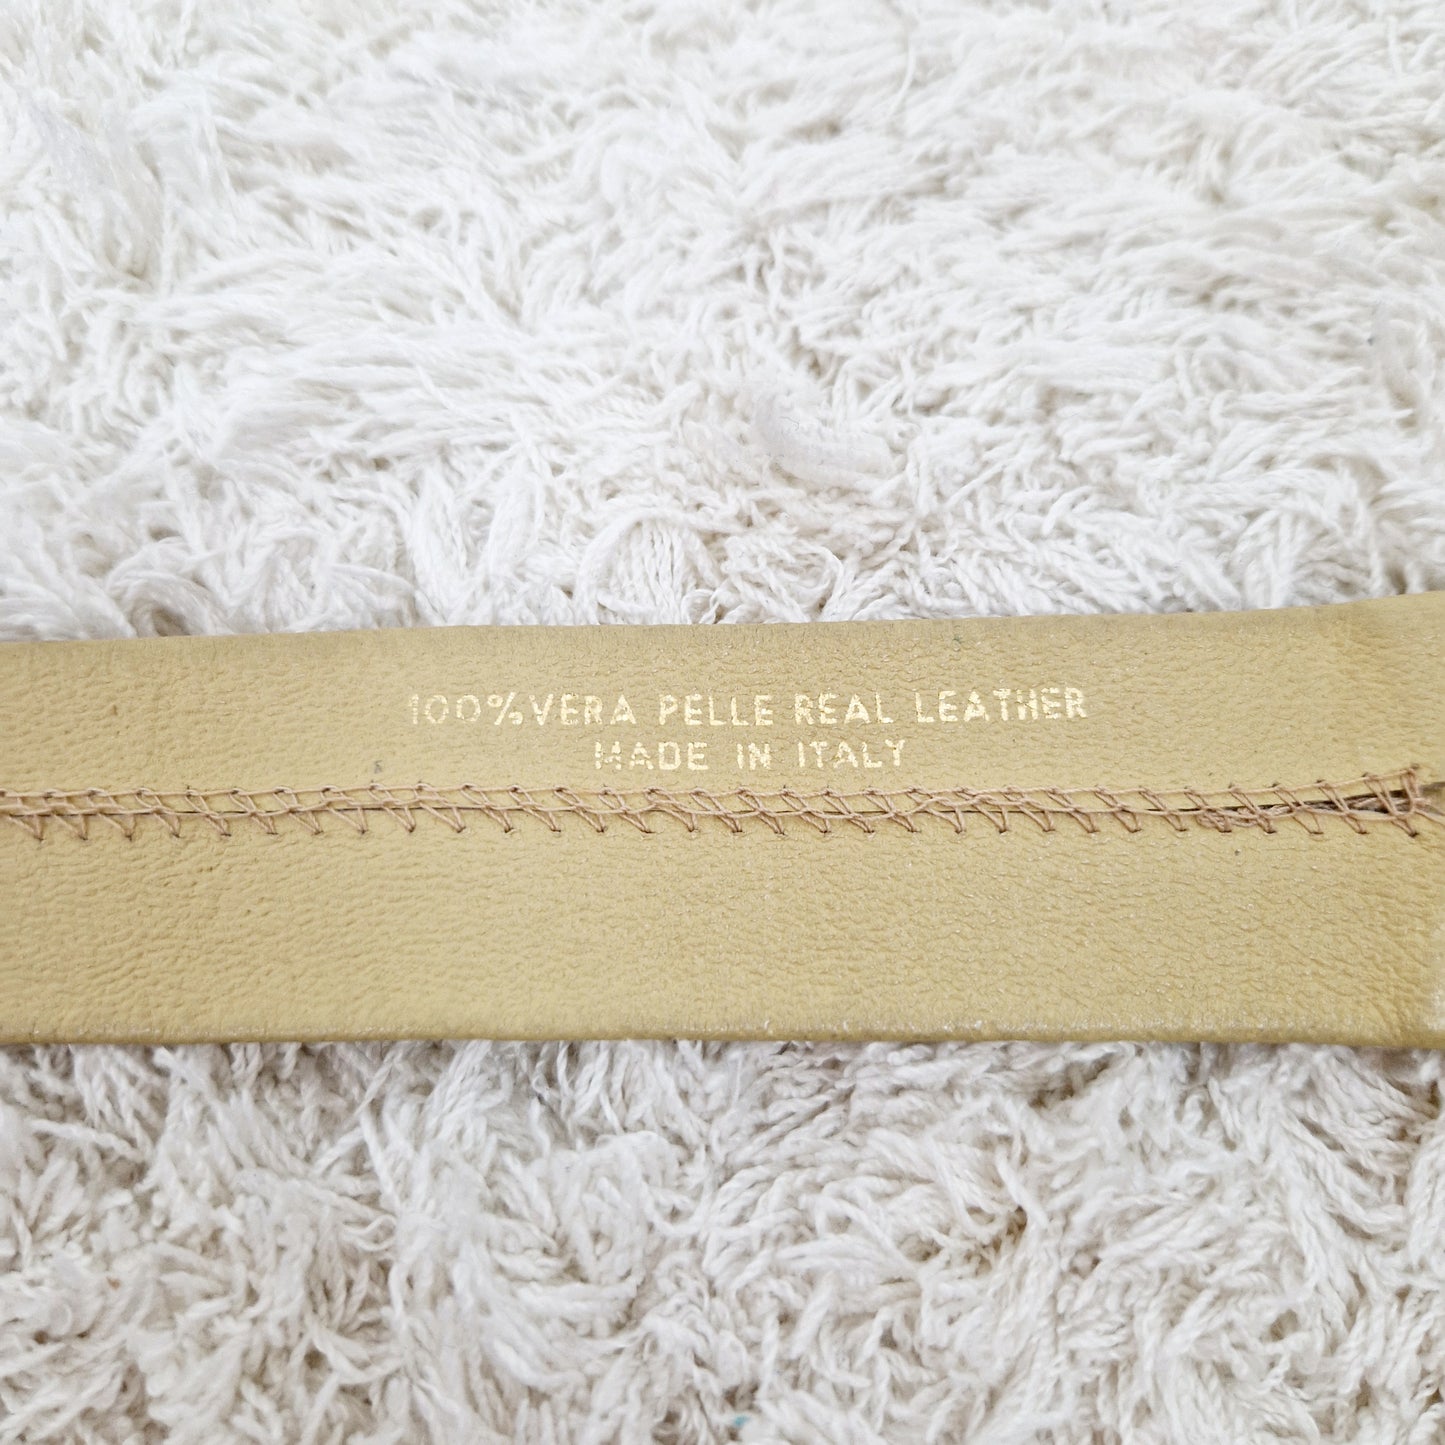 100% VERA PELLE REAL LEATHER
MADE IN ITALY